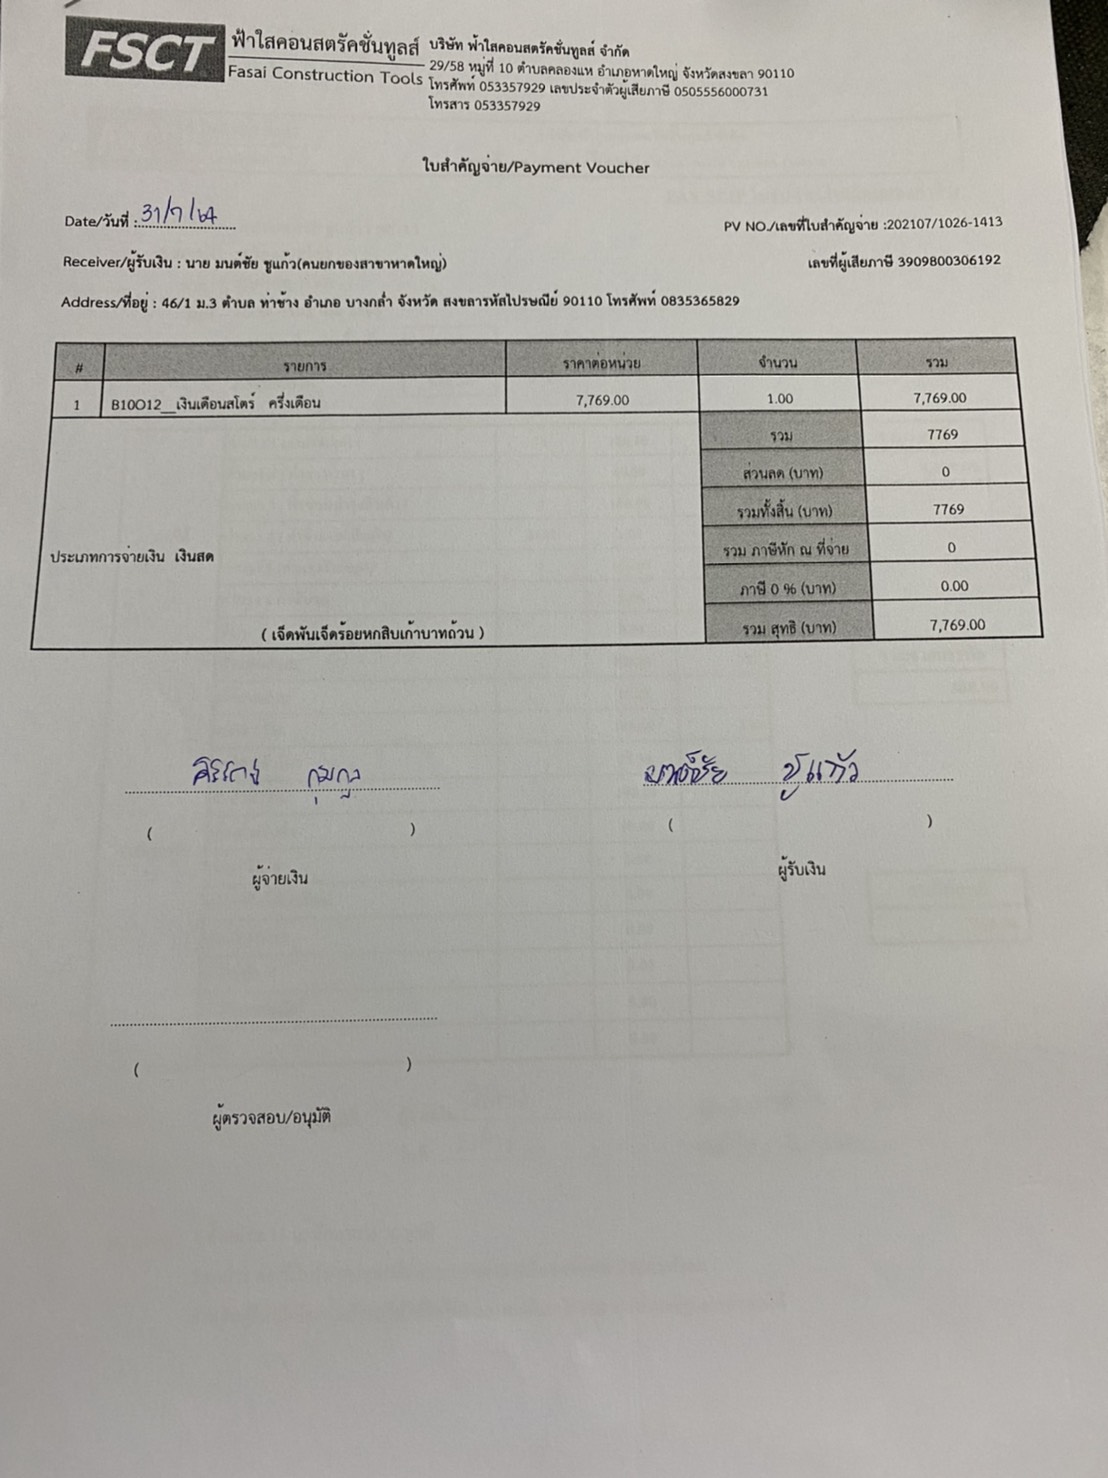 FSCT
ฟ้าใสคอนสตรัคชั่นทูลส์
Fasai Construction Tools
บริษัท ฟ้าใสคอนสตรัคชั่นทูลส์ จำกัด
29/58 หมู่ที่ 10 ตำบลคลองแห อำเภอหาดใหญ่ จังหวัดสงขลา 90110
โทรศัพท์ 053357929 เลขประจำตัวผู้เสียภาษี 0505556000731
โทรสาร 053357929
ใบสำคัญจ่าย/Payment Voucher
Date/วันที่ : 31/7/64
PV NO./เลขที่ใบสำคัญจ่าย :202107/1026-1413
Receiver/ผู้รับเงิน : นาย มนต์ชัย ชูแก้ว(คนยกของสาขาหาดใหญ่)
เลขที่ผู้เสียภาษี 3909800306192
Address/ที่อยู่ : 46/1 ม.3 ตำบล ท่าช้าง อำเภอ บางกล่ำ จังหวัด สงขลารหัสไปรษณีย์ 90110 โทรศัพท์ 0835365829
# รายการ ราคาต่อหน่วย จำนวน รวม
1 B10O12__เงินเดือนสโตร์ ครึ่งเดือน 7,769.00 1.00 7,769.00
รวม 7769
ส่วนลด (บาท) 0
รวมทั้งสิ้น (บาท) 7769
ประเภทการจ่ายเงิน เงินสด
รวม ภาษีหัก ณ ที่จ่าย 0
ภาษี 0 % (บาท) 0.00
( เจ็ดพันเจ็ดร้อยหกสิบเก้าบาทถ้วน )
รวม สุทธิ (บาท) 7,769.00
มนต์ชัย ชูแก้ว
( )
( )
ผู้จ่ายเงิน
ผู้รับเงิน
( )
ผู้ตรวจสอบ/อนุมัติ